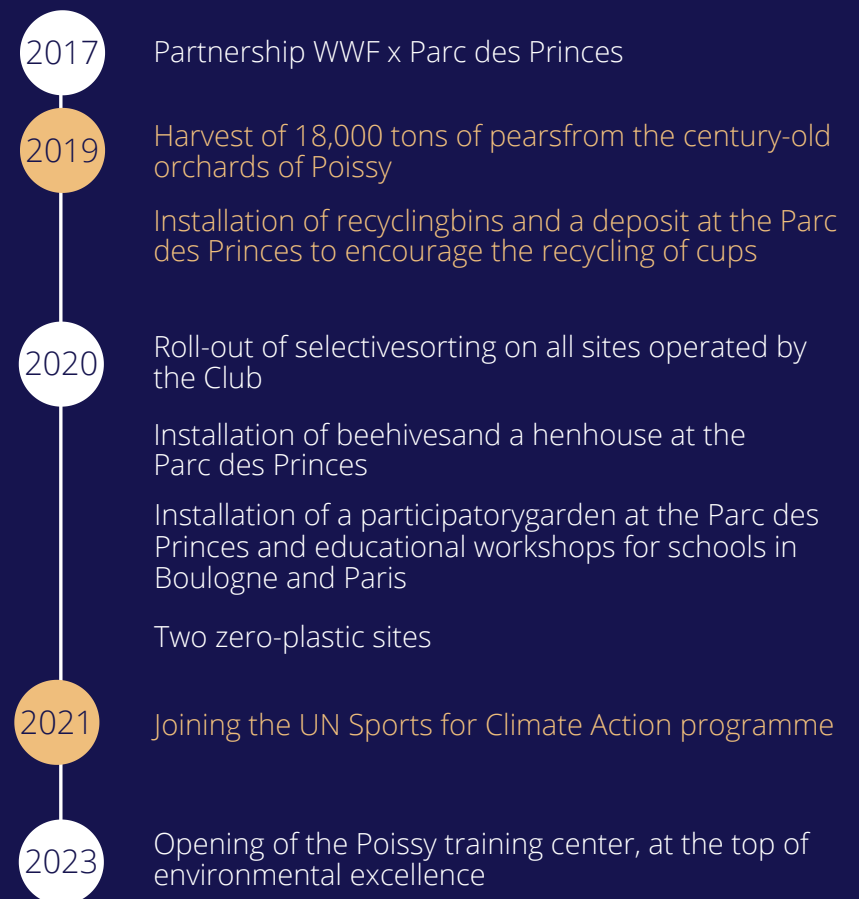 2017
Partnership WWF x Parc des Princes
2019
Harvest of 18,000 tons of pearsfrom the century-old
orchards of Poissy
Installation of recyclingbins and a deposit at the Parc
des Princes to encourage the recycling of cups
2020
Roll-out of selectivesorting on all sites operated by
the Club
Installation of beehivesand a henhouse at the
Parc des Princes
Installation of a participatorygarden at the Parc des
Princes and educational workshops for schools in
Boulogne and Paris
Two zero-plastic sites
2021
Joining the UN Sports for Climate Action programme
2023
Opening of the Poissy training center, at the top of
environmental excellence